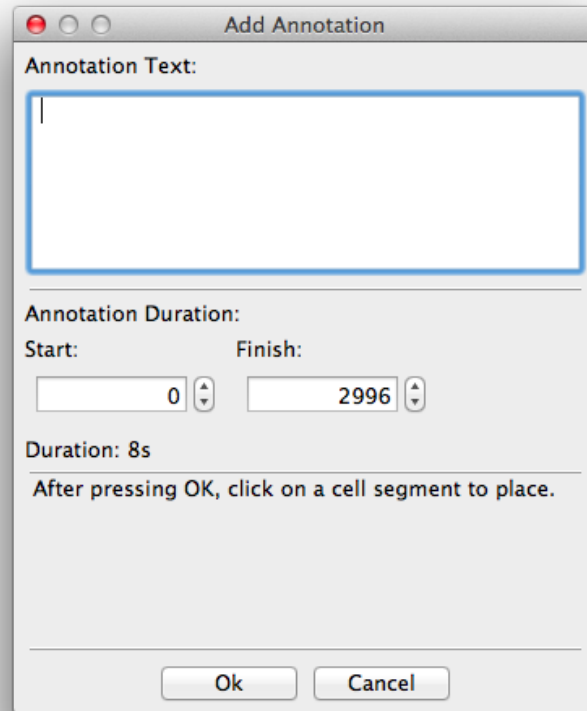 Add Annotation
Annotation Text:
Annotation Duration:
Start: Finish:
0 2996
Duration: 8s
After pressing OK, click on a cell segment to place.
Ok Cancel